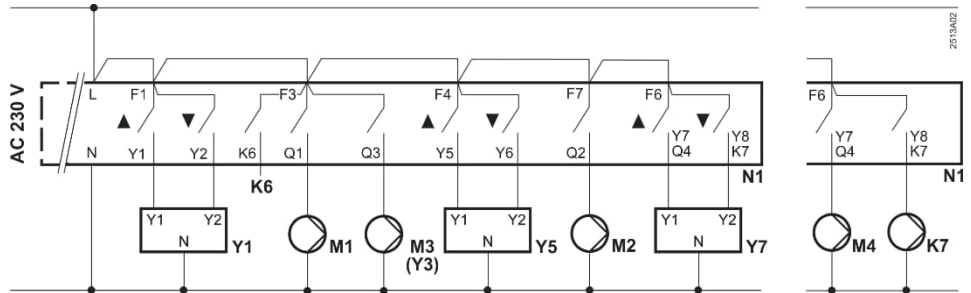 2513A02
AC 230 V
L F1 F3 F4 F7 F6 F6
▲ ▼ ▲ ▼ ▲ ▼
Y7 Y8 Y7 Y8
N Y1 Y2 K6 Q1 Q3 Y5 Y6 Q2 Q4 K7 Q4 K7
K6 N1 N1
Y1 Y2 Y1 Y2 Y1 Y2
N Y1 M1 M3 N Y5 M2 N Y7 M4 K7
(Y3)